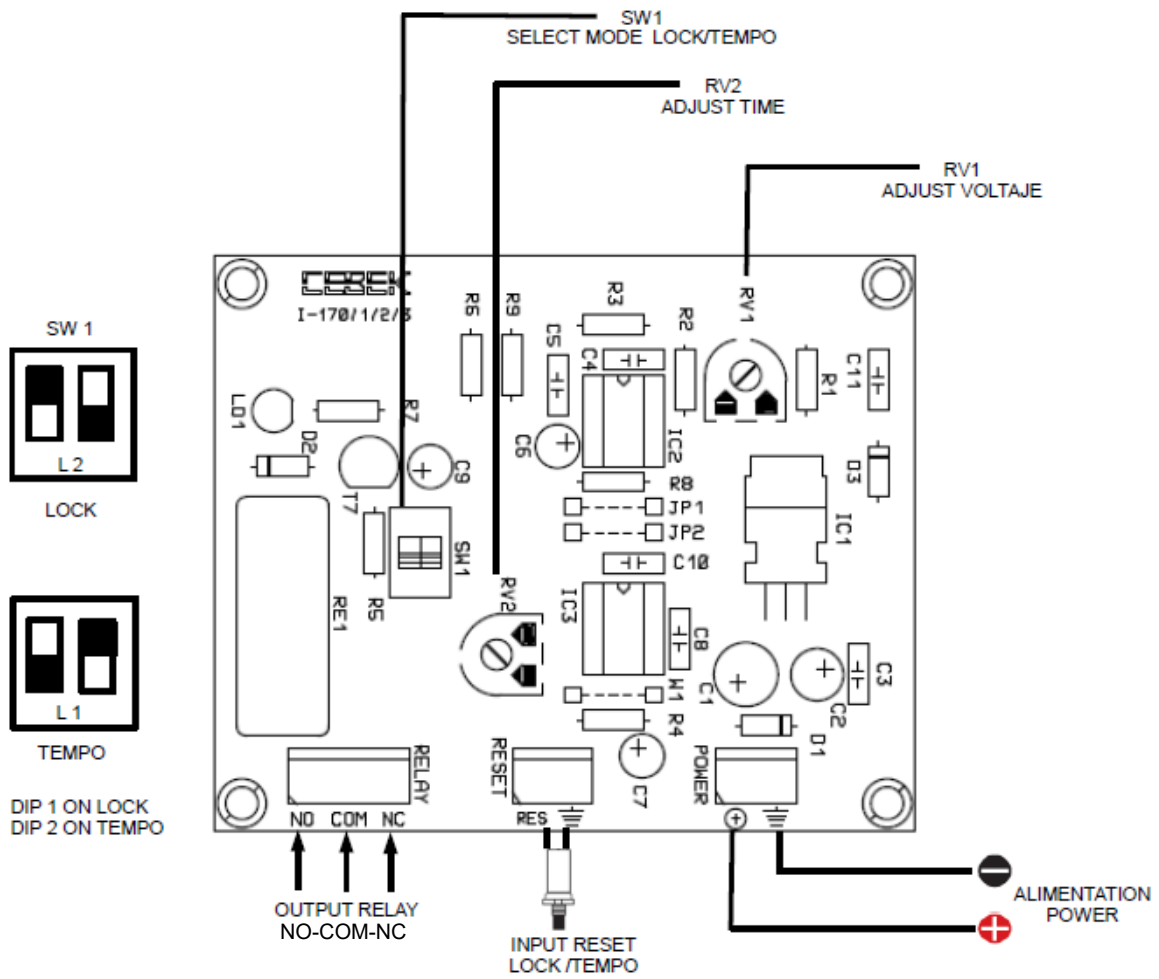 SW1
SELECT MODE LOCK/TEMPO
RV2
ADJUST TIME
RV1
ADJUST VOLTAJE
CEBEK
I-170/1/2/3
SW 1
L 2
LOCK
L 1
TEMPO
DIP 1 ON LOCK
DIP 2 ON TEMPO
R6
R9
R3
C5
C4
R2
RV1
R1
C11
LD1
R7
D2
T7
C9
C6
IC2
R8
JP1
JP2
C10
D3
IC1
RE1
R5
SW1
RV2
IC3
C8
W1
R4
C7
C1
C2
C3
D1
RELAY
RESET
POWER
NO COM NC
RES
+
OUTPUT RELAY
NO-COM-NC
INPUT RESET
LOCK /TEMPO
ALIMENTATION
POWER